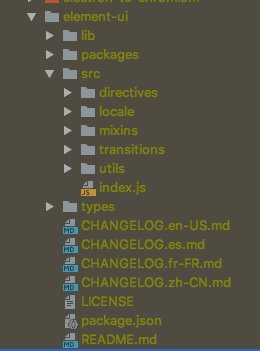 element-ui
lib
packages
src
directives
locale
mixins
transitions
utils
index.js
types
CHANGELOG.en-US.md
CHANGELOG.es.md
CHANGELOG.fr-FR.md
CHANGELOG.zh-CN.md
LICENSE
package.json
README.md